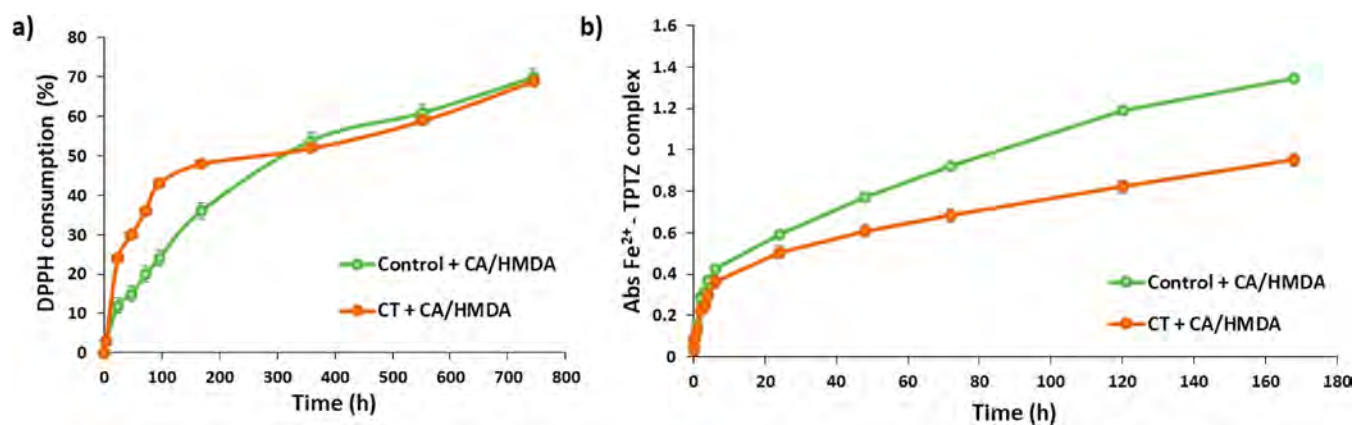 a)
DPPH consumption (%)
80
70
60
50
40
30
20
10
0
0 100 200 300 400 500 600 700 800
Time (h)
Control + CA/HMDA
CT + CA/HMDA
b)
Abs Fe²⁺ - TPTZ complex
1.6
1.4
1.2
1
0.8
0.6
0.4
0.2
0
0 20 40 60 80 100 120 140 160 180
Time (h)
Control + CA/HMDA
CT + CA/HMDA